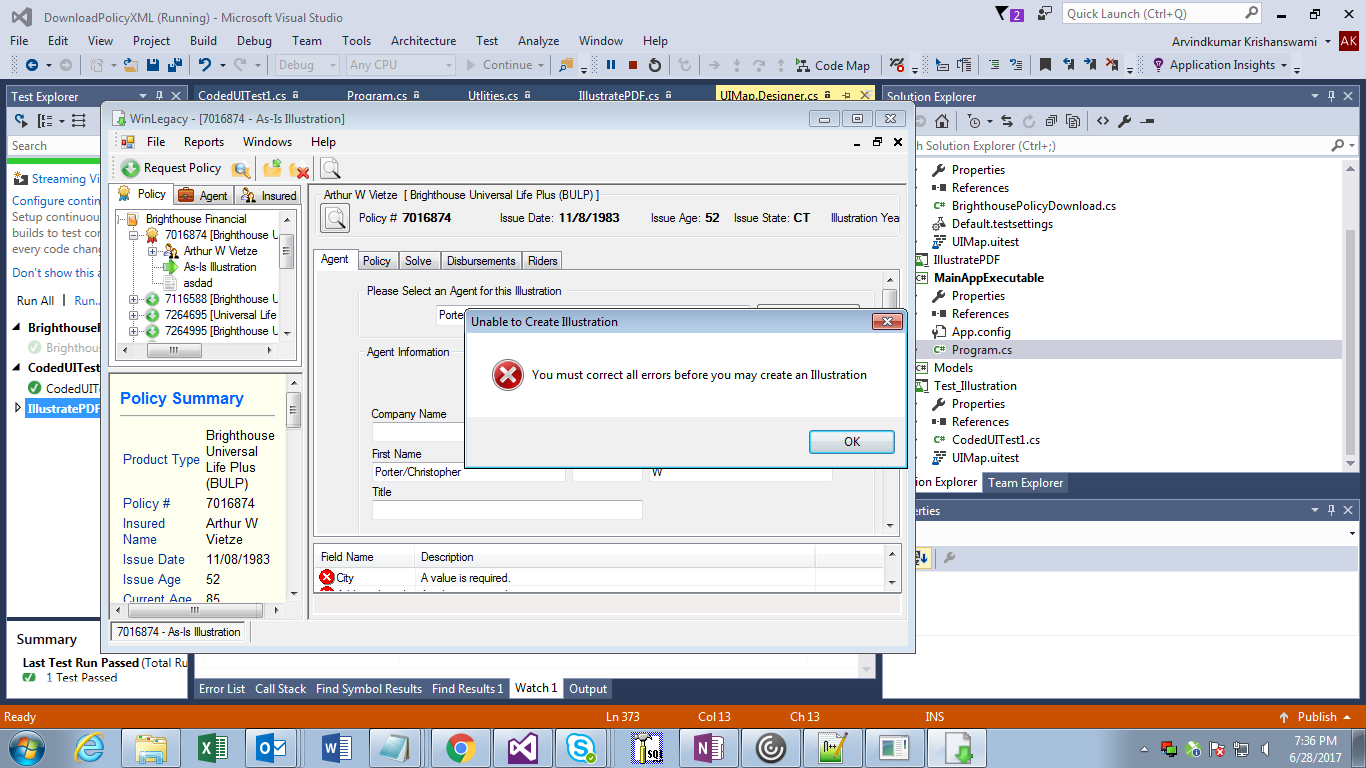 DownloadPolicyXML (Running) - Microsoft Visual Studio
2
Quick Launch (Ctrl+Q)
File Edit View Project Build Debug Team Tools Architecture Test Analyze Window Help
Arvindkumar Krishanswami AK
Debug Any CPU Continue Code Map Application Insights
Test Explorer
CodedUITest1.cs Program.cs Utilities.cs IllustratePDF.cs UIMap.Designer.cs
Solution Explorer
Search
Streaming Vi
Configure contin
Setup continuou
builds to test co
every code chang
Don't show this a
Run All | Run..
Brighthouse
Brighthous
CodedUITest
CodedUITe
IllustratePDF
Summary
Last Test Run Passed (Total Ru
1 Test Passed
WinLegacy - [7016874 - As-Is Illustration]
File Reports Windows Help
Request Policy
Policy Agent Insured
Brighthouse Financial
7016874 [Brighthouse U
Arthur W Vietze
As-Is Illustration
asdad
7116588 [Brighthouse U
7264695 [Universal Life
7264995 [Brighthouse U
Policy Summary
Product Type Brighthouse Universal Life Plus (BULP)
Policy # 7016874
Insured Name Arthur W Vietze
Issue Date 11/08/1983
Issue Age 52
Current Age 85
7016874 - As-Is Illustration
Arthur W Vietze [ Brighthouse Universal Life Plus (BULP) ]
Policy # 7016874 Issue Date: 11/8/1983 Issue Age: 52 Issue State: CT Illustration Yea
Agent Policy Solve Disbursements Riders
Please Select an Agent for this Illustration
Porte
Agent Information
Company Name
First Name
Porter/Christopher W
Title
Field Name Description
City A value is required.
Unable to Create Illustration
You must correct all errors before you may create an Illustration
OK
h Solution Explorer (Ctrl+;)
Properties
References
BrighthousePolicyDownload.cs
Default.testsettings
UIMap.uitest
IllustratePDF
MainAppExecutable
Properties
References
App.config
Program.cs
Models
Test_Illustration
Properties
References
CodedUITest1.cs
UIMap.uitest
ion Explorer Team Explorer
erties
Error List Call Stack Find Symbol Results Find Results 1 Watch 1 Output
Ready Ln 373 Col 13 Ch 13 INS Publish
7:36 PM
6/28/2017